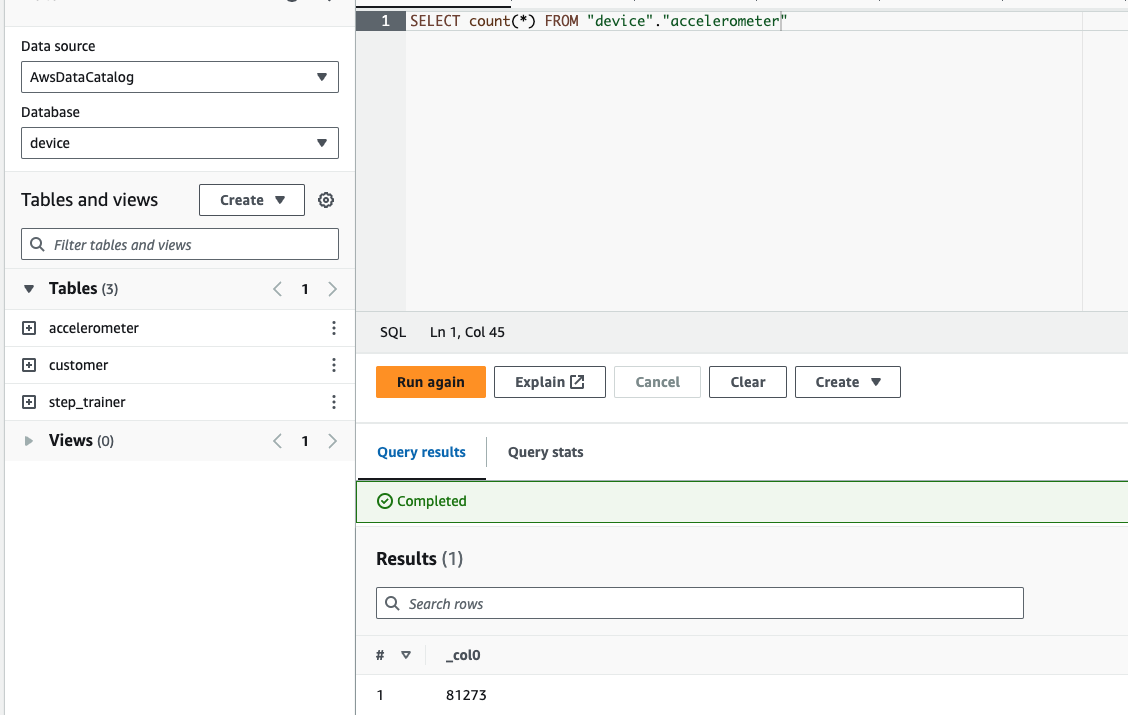 Data source
AwsDataCatalog
Database
device
Tables and views
Create
Filter tables and views
Tables (3)
1
accelerometer
customer
step_trainer
Views (0)
1
1 SELECT count(*) FROM "device"."accelerometer"
SQL Ln 1, Col 45
Run again Explain Cancel Clear Create
Query results Query stats
Completed
Results (1)
Search rows
# _col0
1 81273